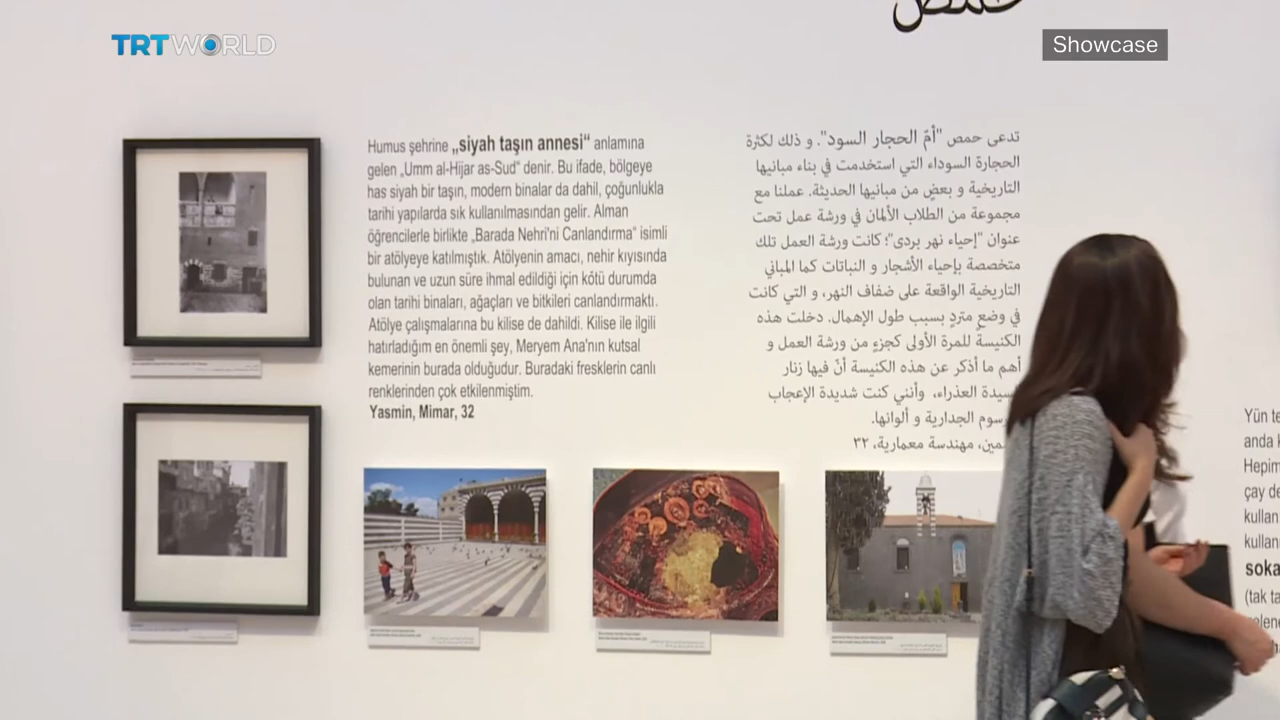 حمص
TRT WORLD
Showcase
Humus şehrine „siyah taşın annesi“ anlamına
gelen „Umm al-Hijar as-Sud“ denir. Bu ifade, bölgeye
has siyah bir taşın, modern binalar da dahil, çoğunlukla
tarihi yapılarda sık kullanılmasından gelir. Alman
öğrencilerle birlikte „Barada Nehri'ni Canlandırma“ isimli
bir atölyeye katılmıştık. Atölyenin amacı, nehir kıyısında
bulunan ve uzun süre ihmal edildiği için kötü durumda
olan tarihi binaları, ağaçları ve bitkileri canlandırmaktı.
Atölye çalışmalarına bu kilise de dahildi. Kilise ile ilgili
hatırladığım en önemli şey, Meryem Ana'nın kutsal
kemerinin burada olduğudur. Buradaki fresklerin canlı
renklerinden çok etkilenmiştim.
Yasmin, Mimar, 32
تدعى حمص "أمّ الحجار السود". و ذلك لكثرة
الحجارة السوداء التي استخدمت في بناء مبانيها
التاريخية و بعضٍ من مبانيها الحديثة. عملنا مع
مجموعة من الطلاب الألمان في ورشة عمل تحت
عنوان "إحياء نهر بردى"؛ كانت ورشة العمل تلك
متخصصة بإحياء الأشجار و النباتات كما المباني
التاريخية الواقعة على ضفاف النهر، و التي كانت
في وضعٍ متردٍ بسبب طول الإهمال. دخلت هذه
الكنيسةَ للمرة الأولى كجزءٍ من ورشة العمل و
أهم ما أذكر عن هذه الكنيسة أنّ فيها زنار
العذراء، وأنني كنت شديدة الإعجاب
الجدارية و ألوانها.
مهندسة معمارية، ٣٢
Yün
anda
Hepim
çay
kullan
kullan
soka
(tak